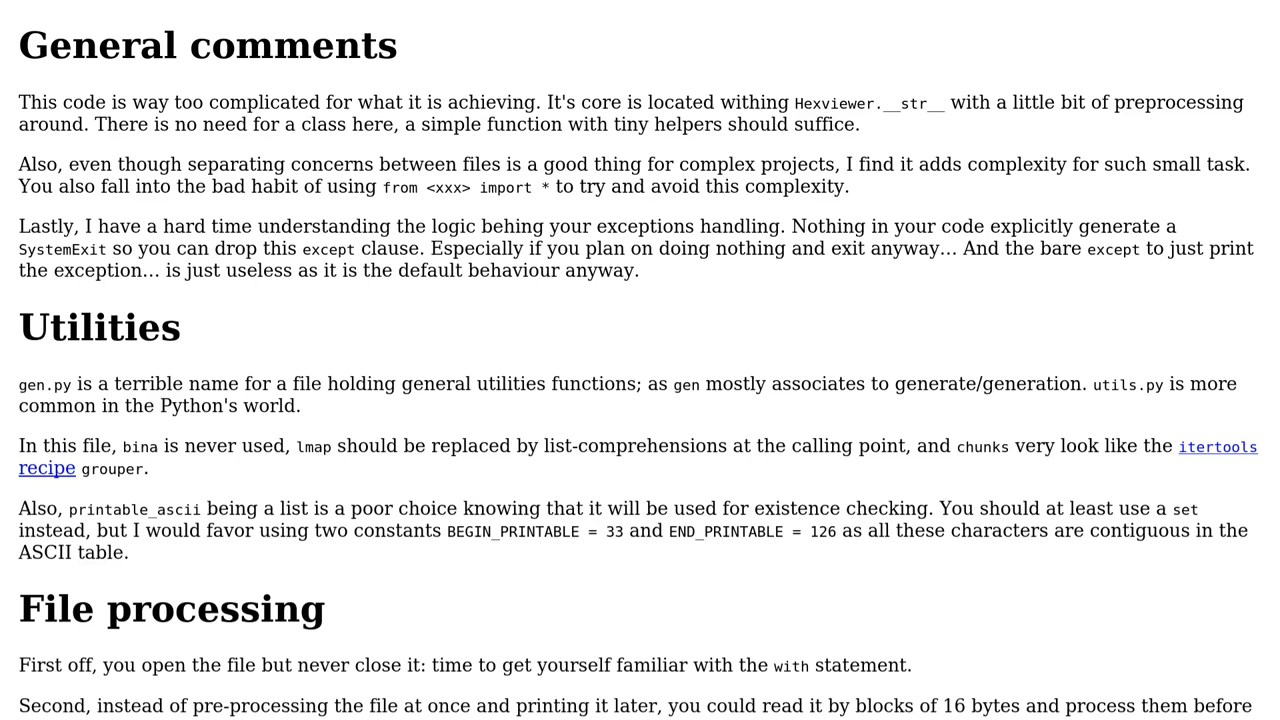 General comments
This code is way too complicated for what it is achieving. It's core is located withing Hexviewer.__str__ with a little bit of preprocessing
around. There is no need for a class here, a simple function with tiny helpers should suffice.
Also, even though separating concerns between files is a good thing for complex projects, I find it adds complexity for such small task.
You also fall into the bad habit of using from <xxx> import * to try and avoid this complexity.
Lastly, I have a hard time understanding the logic behing your exceptions handling. Nothing in your code explicitly generate a
SystemExit so you can drop this except clause. Especially if you plan on doing nothing and exit anyway… And the bare except to just print
the exception… is just useless as it is the default behaviour anyway.
Utilities
gen.py is a terrible name for a file holding general utilities functions; as gen mostly associates to generate/generation. utils.py is more
common in the Python's world.
In this file, bina is never used, lmap should be replaced by list-comprehensions at the calling point, and chunks very look like the itertools
recipe grouper.
Also, printable_ascii being a list is a poor choice knowing that it will be used for existence checking. You should at least use a set
instead, but I would favor using two constants BEGIN_PRINTABLE = 33 and END_PRINTABLE = 126 as all these characters are contiguous in the
ASCII table.
File processing
First off, you open the file but never close it: time to get yourself familiar with the with statement.
Second, instead of pre-processing the file at once and printing it later, you could read it by blocks of 16 bytes and process them before